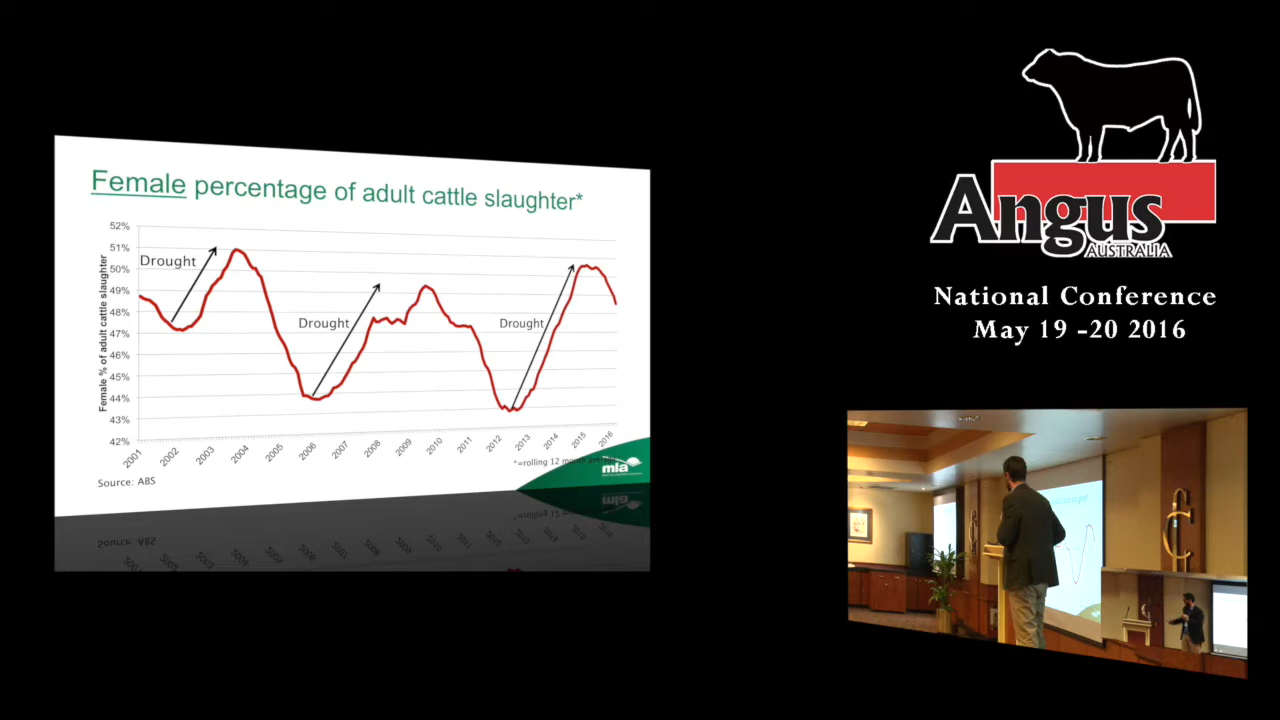 Female percentage of adult cattle slaughter*
52%
51%
50%
49%
48%
47%
46%
45%
44%
43%
42%
Female % of adult cattle slaughter
Drought
Drought
Drought
2001
2002
2003
2004
2005
2006
2007
2008
2009
2010
2011
2012
2013
2014
2015
2016
*=rolling 12 month average
mla
Source: ABS
Angus
AUSTRALIA
National Conference
May 19 -20 2016